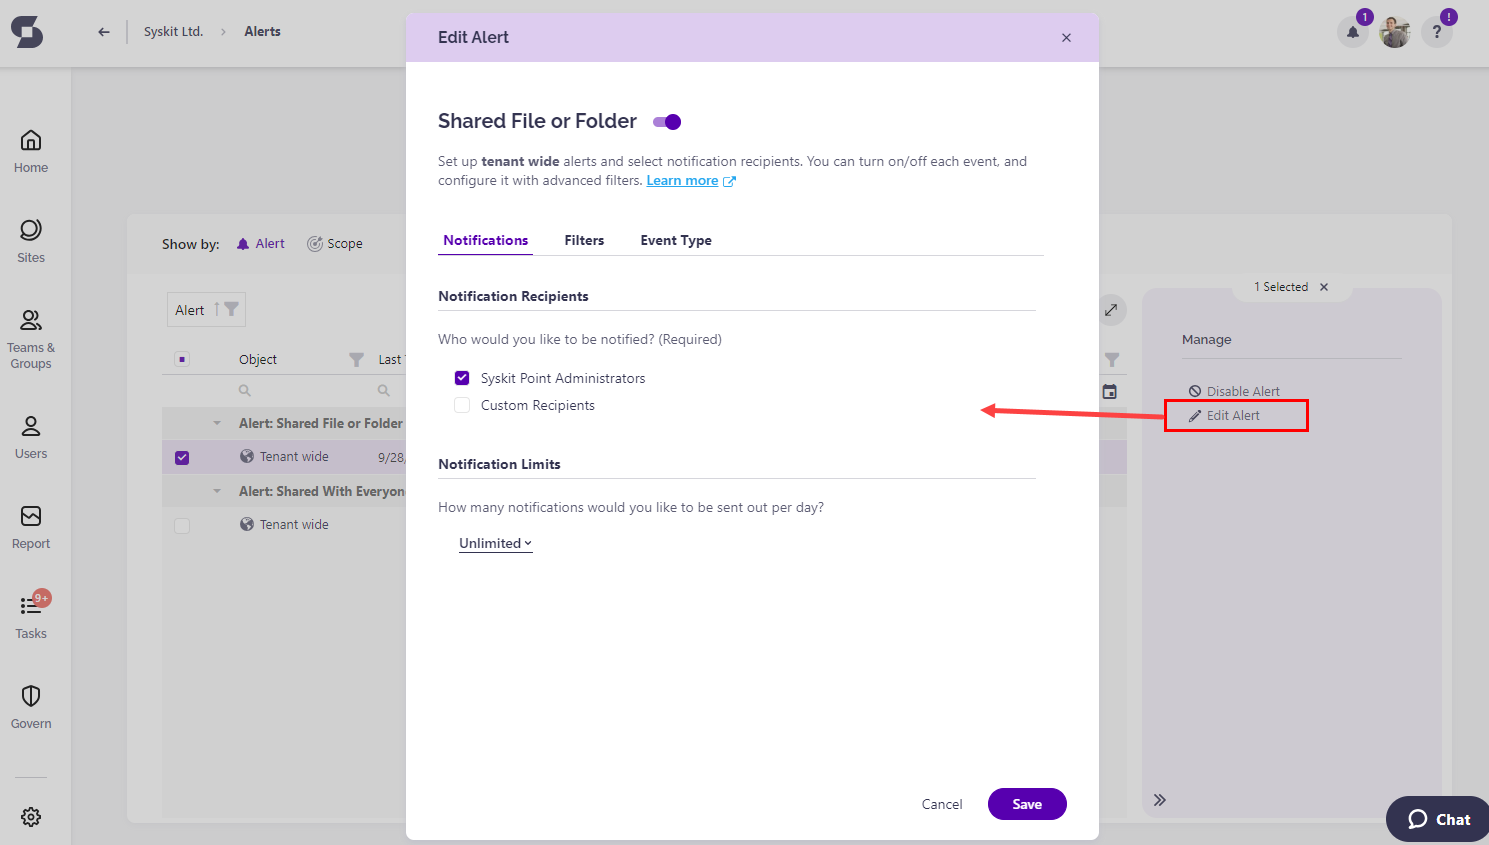 Syskit Ltd.
Alerts
1
!
Home
Sites
Teams &
Groups
Users
Report
9+
Tasks
Govern
Show by:
Alert
Scope
Alert
Object
Last
Alert: Shared File or Folder
Tenant wide
9/28,
Alert: Shared With Everyon
Tenant wide
Edit Alert
Shared File or Folder
Set up tenant wide alerts and select notification recipients. You can turn on/off each event, and
configure it with advanced filters. Learn more
Notifications
Filters
Event Type
Notification Recipients
Who would you like to be notified? (Required)
Syskit Point Administrators
Custom Recipients
Notification Limits
How many notifications would you like to be sent out per day?
Unlimited
Cancel
Save
1 Selected
Manage
Disable Alert
Edit Alert
Chat